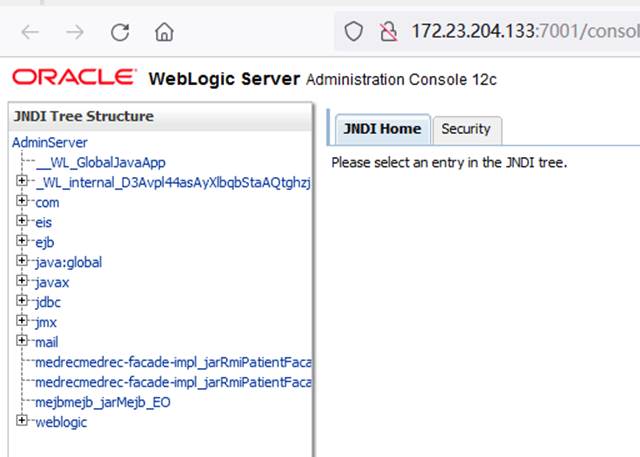 172.23.204.133:7001/consol
ORACLE WebLogic Server Administration Console 12c
JNDI Tree Structure
AdminServer
__WL_GlobalJavaApp
_WL_internal_D3Avpl44asAyXlbqbStaAQtghzj
com
eis
ejb
java:global
javax
jdbc
jmx
mail
medrecmedrec-facade-impl_jarRmiPatientFaca
medrecmedrec-facade-impl_jarRmiPatientFaca
mejbmejb_jarMejb_EO
weblogic
JNDI Home
Security
Please select an entry in the JNDI tree.